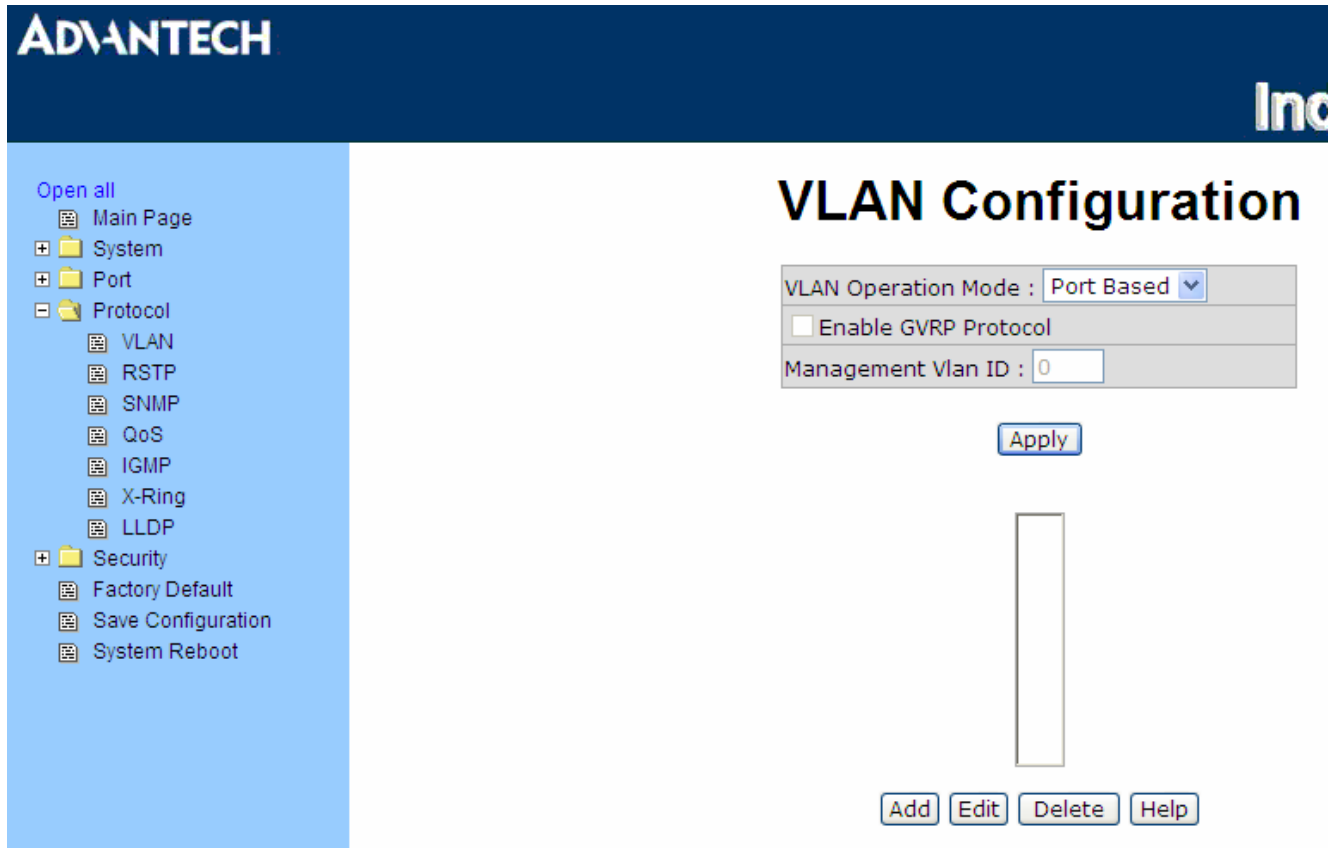 ADVANTECH
Open all
Main Page
System
Port
Protocol
VLAN
RSTP
SNMP
QoS
IGMP
X-Ring
LLDP
Security
Factory Default
Save Configuration
System Reboot
VLAN Configuration
VLAN Operation Mode : Port Based
Enable GVRP Protocol
Management Vlan ID : 0
Apply
Add Edit Delete Help